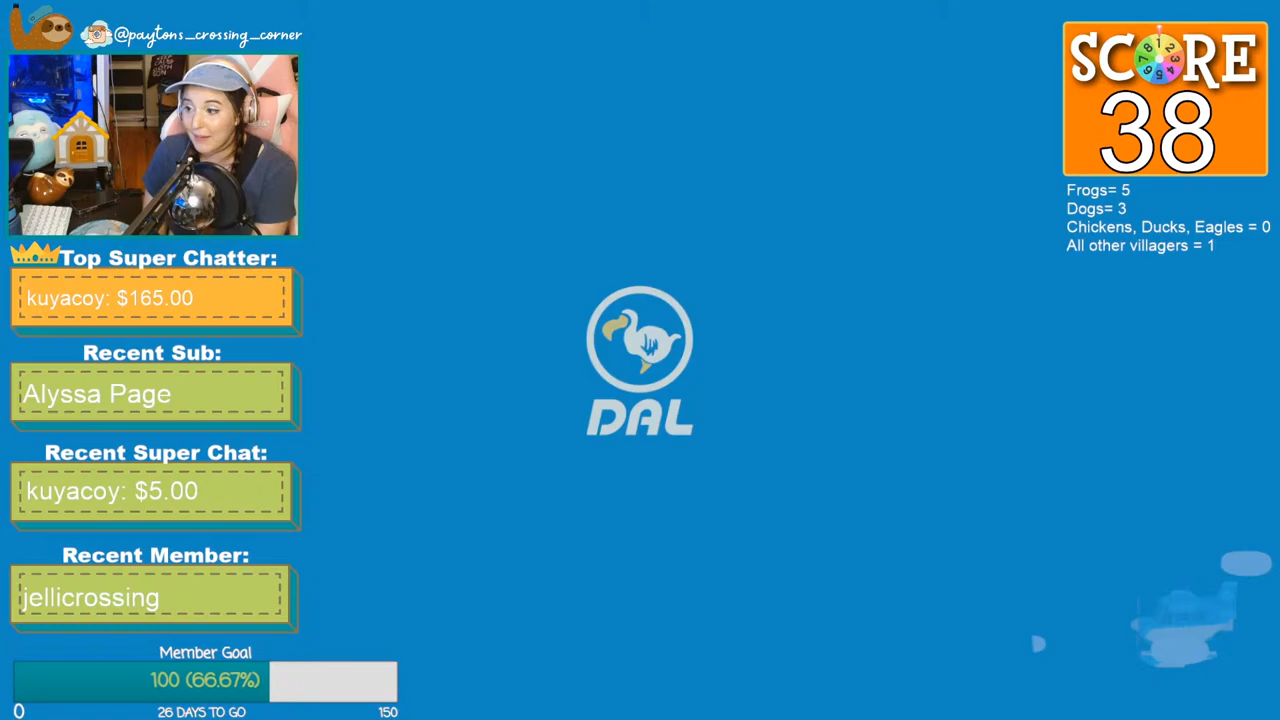 @paytons_crossing_corner
Top Super Chatter:
kuyacoy: $165.00
Recent Sub:
Alyssa Page
Recent Super Chat:
kuyacoy: $5.00
Recent Member:
jellicrossing
Member Goal
100 (66.67%)
0
26 DAYS TO GO
150
DAL
SCORE
38
Frogs= 5
Dogs= 3
Chickens, Ducks, Eagles = 0
All other villagers = 1